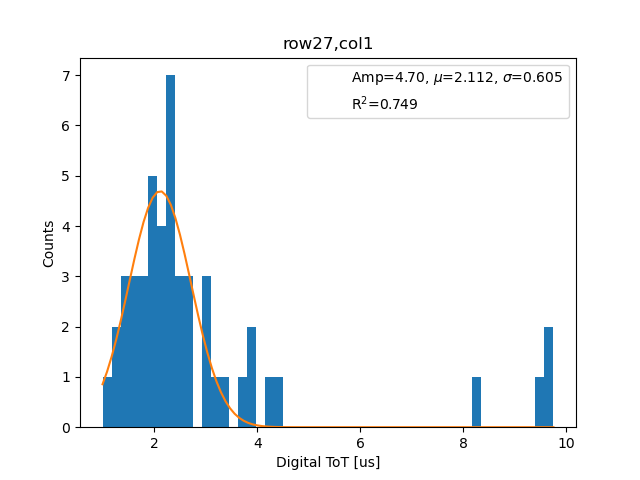 row27,col1
Amp=4.70, μ=2.112, σ=0.605
R²=0.749
7
6
5
4
3
2
1
0
Counts
2 4 6 8 10
Digital ToT [us]